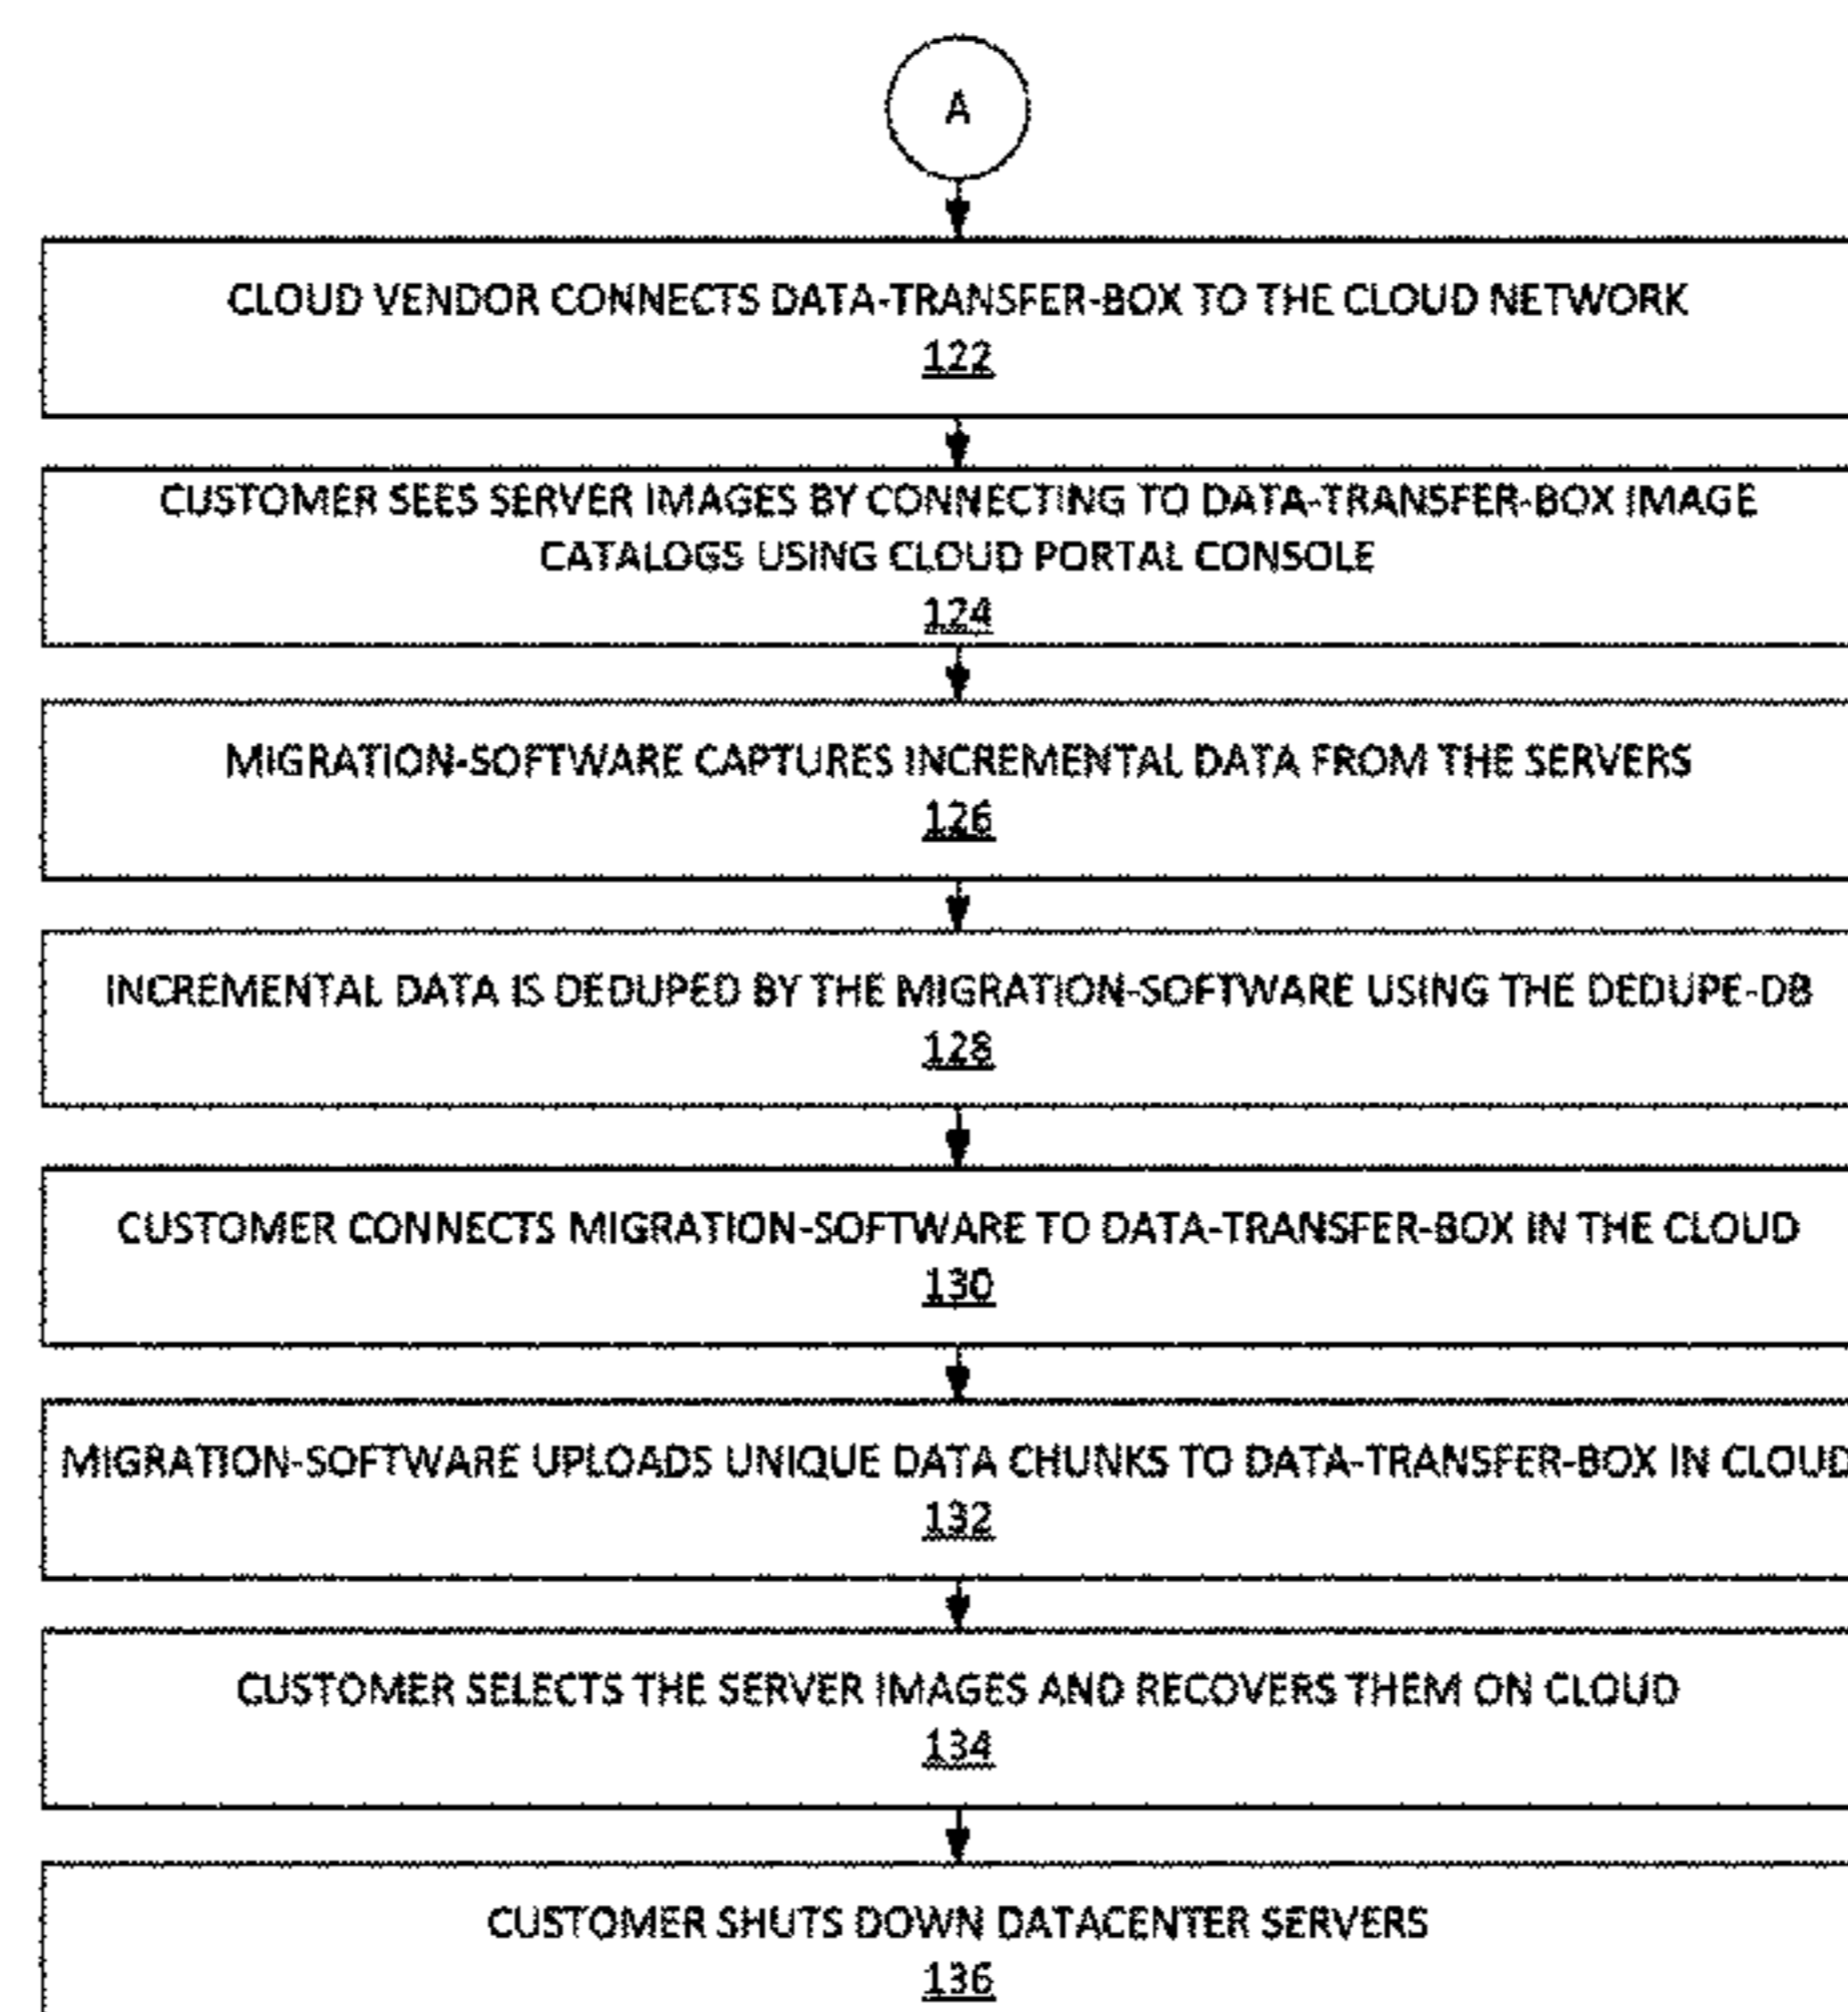 A
CLOUD VENDOR CONNECTS DATA-TRANSFER-BOX TO THE CLOUD NETWORK
122
CUSTOMER SEES SERVER IMAGES BY CONNECTING TO DATA-TRANSFER-BOX IMAGE
CATALOGS USING CLOUD PORTAL CONSOLE
124
MIGRATION-SOFTWARE CAPTURES INCREMENTAL DATA FROM THE SERVERS
126
INCREMENTAL DATA IS DEDUPED BY THE MIGRATION-SOFTWARE USING THE DEDUPE-DB
128
CUSTOMER CONNECTS MIGRATION-SOFTWARE TO DATA-TRANSFER-BOX IN THE CLOUD
130
MIGRATION-SOFTWARE UPLOADS UNIQUE DATA CHUNKS TO DATA-TRANSFER-BOX IN CLOUD
132
CUSTOMER SELECTS THE SERVER IMAGES AND RECOVERS THEM ON CLOUD
134
CUSTOMER SHUTS DOWN DATACENTER SERVERS
136